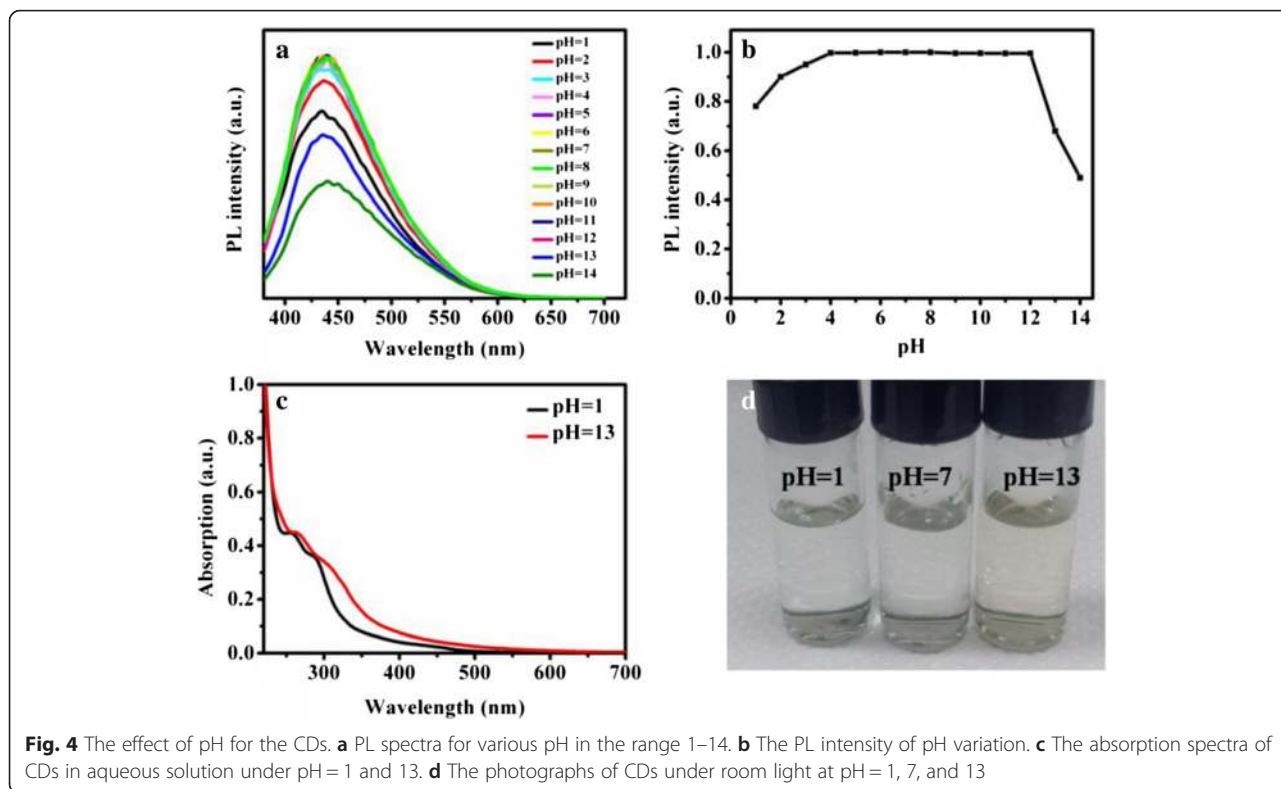 a
pH=1
pH=2
pH=3
pH=4
pH=5
pH=6
pH=7
pH=8
pH=9
pH=10
pH=11
pH=12
pH=13
pH=14
PL intensity (a.u.)
400 450 500 550 600 650 700
Wavelength (nm)
b
1.0
0.8
0.6
0.4
0.2
0.0
PL intensity (a.u.)
0 2 4 6 8 10 12 14
pH
c
pH=1
pH=13
1.0
0.8
0.6
0.4
0.2
0.0
Absorption (a.u.)
300 400 500 600 700
Wavelength (nm)
d
pH=1 pH=7 pH=13
Fig. 4 The effect of pH for the CDs. a PL spectra for various pH in the range 1–14. b The PL intensity of pH variation. c The absorption spectra of
CDs in aqueous solution under pH = 1 and 13. d The photographs of CDs under room light at pH = 1, 7, and 13